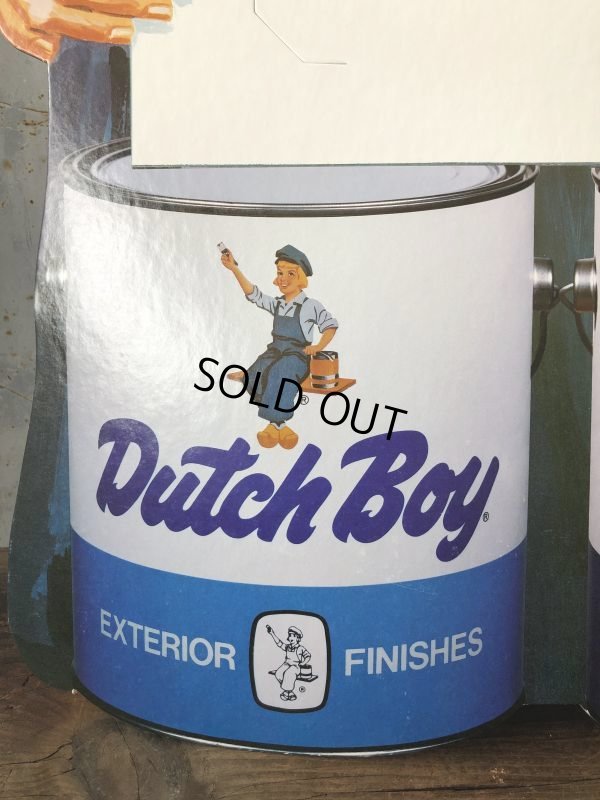 ®
SOLD OUT
Dutch Boy®
EXTERIOR FINISHES
®